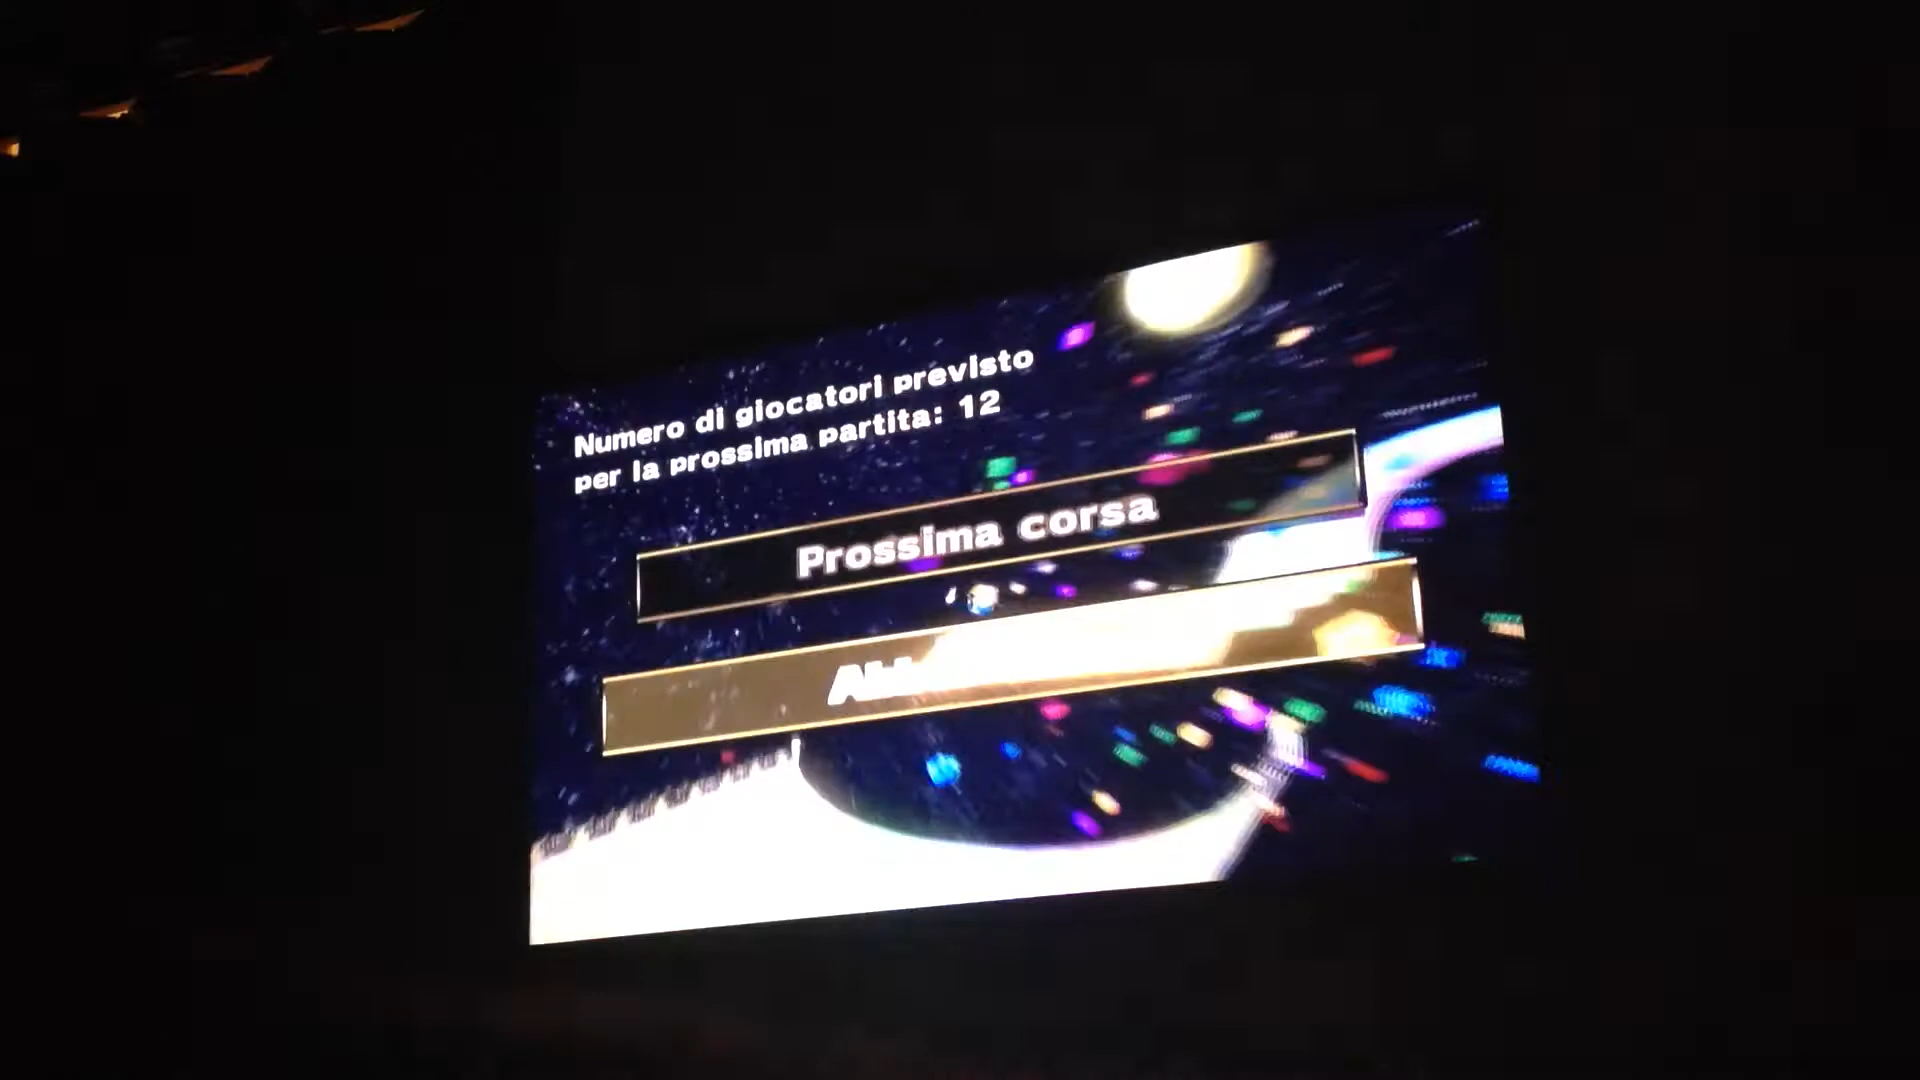 Numero di giocatori previsto
per la prossima partita: 12
Prossima corsa